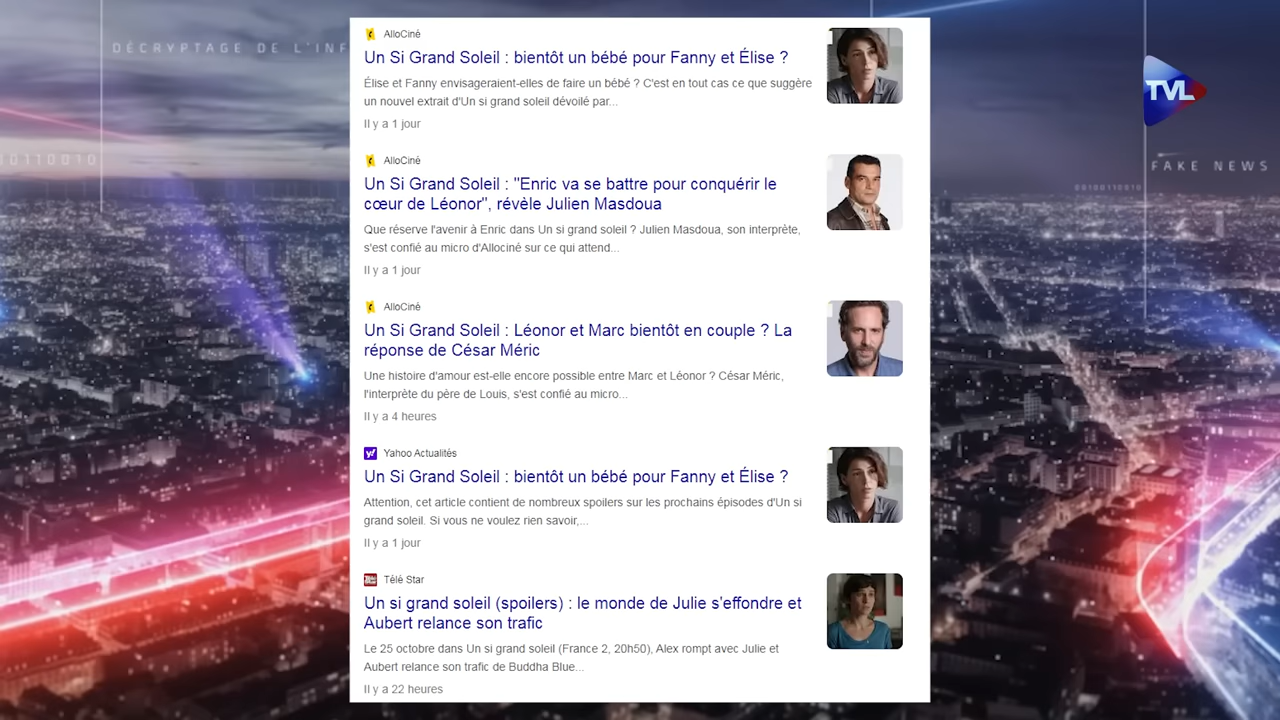 DÉCRYPTAGE DE L'INF
TVL
FAKE NEWS
00100110010
0110010
AlloCiné
Un Si Grand Soleil : bientôt un bébé pour Fanny et Élise ?
Élise et Fanny envisageraient-elles de faire un bébé ? C'est en tout cas ce que suggère
un nouvel extrait d'Un si grand soleil dévoilé par...
Il y a 1 jour
AlloCiné
Un Si Grand Soleil : "Enric va se battre pour conquérir le
cœur de Léonor", révèle Julien Masdoua
Que réserve l'avenir à Enric dans Un si grand soleil ? Julien Masdoua, son interprète,
s'est confié au micro d'Allociné sur ce qui attend...
Il y a 1 jour
AlloCiné
Un Si Grand Soleil : Léonor et Marc bientôt en couple ? La
réponse de César Méric
Une histoire d'amour est-elle encore possible entre Marc et Léonor ? César Méric,
l'interprète du père de Louis, s'est confié au micro...
Il y a 4 heures
Yahoo Actualités
Un Si Grand Soleil : bientôt un bébé pour Fanny et Élise ?
Attention, cet article contient de nombreux spoilers sur les prochains épisodes d'Un si
grand soleil. Si vous ne voulez rien savoir,...
Il y a 1 jour
Télé Star
Un si grand soleil (spoilers) : le monde de Julie s'effondre et
Aubert relance son trafic
Le 25 octobre dans Un si grand soleil (France 2, 20h50), Alex rompt avec Julie et
Aubert relance son trafic de Buddha Blue...
Il y a 22 heures